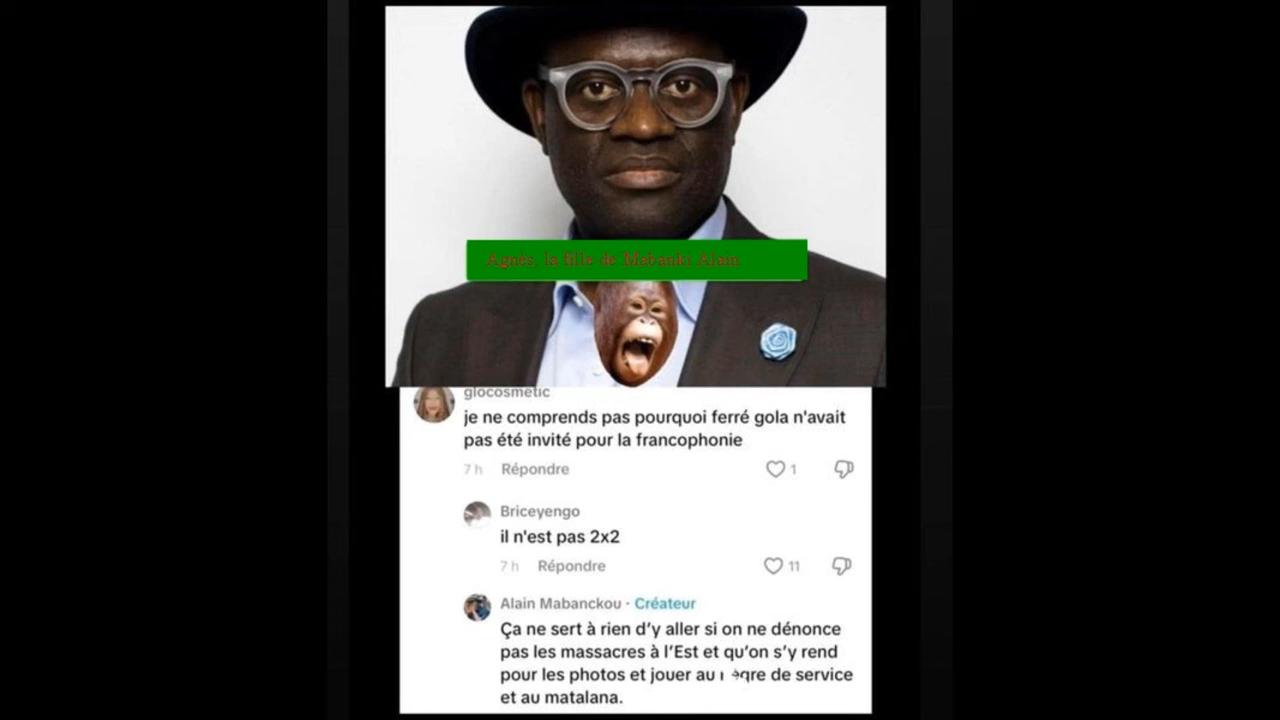 Agnès, la fille de Mabanki Alain
glocosmetic
je ne comprends pas pourquoi ferré gola n'avait
pas été invité pour la francophonie
7 h Répondre 1
Briceyengo
il n'est pas 2x2
7 h Répondre 11
Alain Mabanckou · Créateur
Ça ne sert à rien d’y aller si on ne dénonce
pas les massacres à l’Est et qu’on s’y rend
pour les photos et jouer au de service
et au matalana.